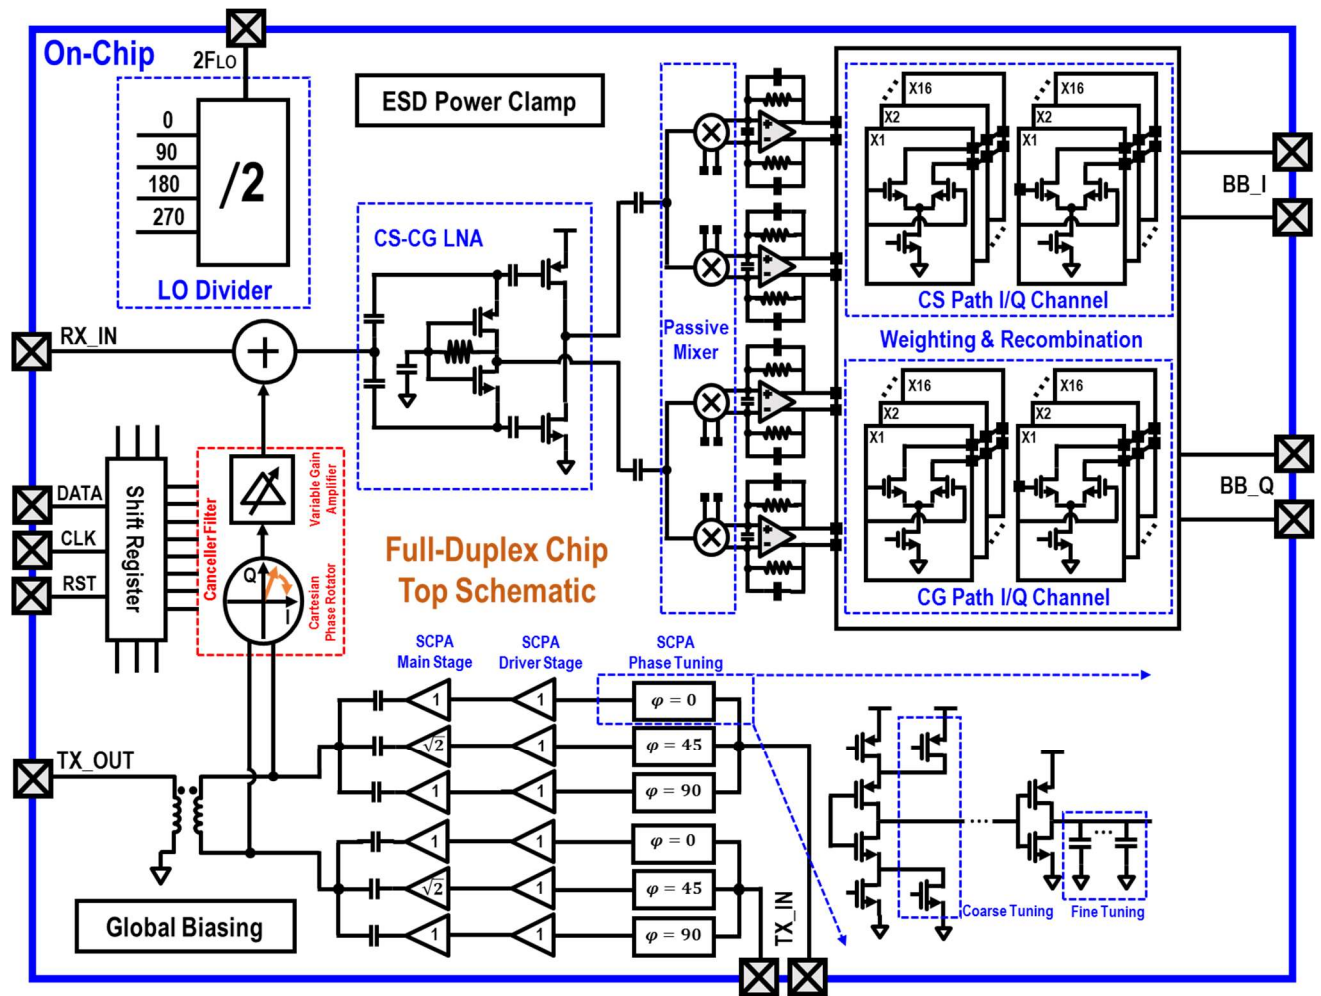 On-Chip
2FLO
0
90
180
270
/2
LO Divider
ESD Power Clamp
CS-CG LNA
Passive
Mixer
X16
X2
X1
X16
X2
X1
CS Path I/Q Channel
Weighting & Recombination
X16
X2
X1
X16
X2
X1
CG Path I/Q Channel
BB_I
BB_Q
RX_IN
DATA
CLK
RST
Shift Register
Canceller Filter
Variable Gain
Amplifier
Q
I
Cartesian
Phase Rotator
Full-Duplex Chip
Top Schematic
SCPA
Main Stage
SCPA
Driver Stage
SCPA
Phase Tuning
1
1
φ = 0
√2
1
φ = 45
1
1
φ = 90
1
1
φ = 0
√2
1
φ = 45
1
1
φ = 90
TX_OUT
Global Biasing
TX_IN
Coarse Tuning
Fine Tuning